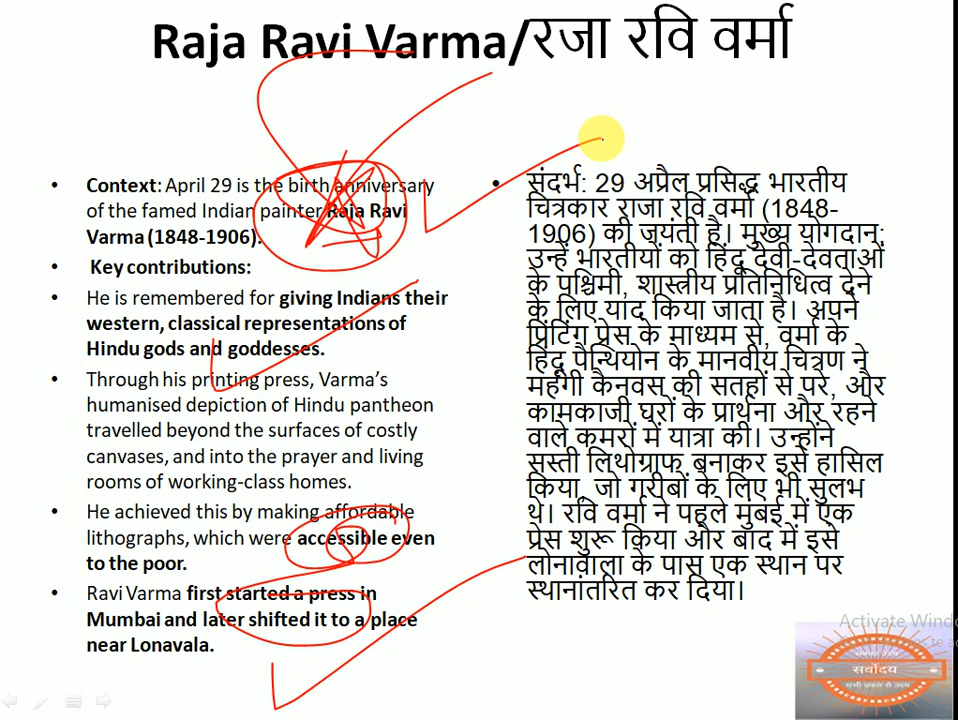 Raja Ravi Varma/रजा रवि वर्मा
• Context: April 29 is the birth anniversary
of the famed Indian painter Raja Ravi
Varma (1848-1906).
• Key contributions:
• He is remembered for giving Indians their
western, classical representations of
Hindu gods and goddesses.
• Through his printing press, Varma's
humanised depiction of Hindu pantheon
travelled beyond the surfaces of costly
canvases, and into the prayer and living
rooms of working-class homes.
• He achieved this by making affordable
lithographs, which were accessible even
to the poor.
• Ravi Varma first started a press in
Mumbai and later shifted it to a place
near Lonavala.
• संदर्भ: 29 अप्रैल प्रसिद्ध भारतीय
चित्रकार राजा रवि वर्मा (1848-
1906) की जयंती है। मुख्य योगदान:
उन्हें भारतीयों को हिंदू देवी-देवताओं
के पश्चिमी, शास्त्रीय प्रतिनिधित्व देने
के लिए याद किया जाता है। अपने
प्रिंटिंग प्रेस के माध्यम से, वर्मा के
हिंदू पैन्थियोन के मानवीय चित्रण ने
महंगी कैनवस की सतहों से परे, और
कामकाजी घरों के प्रार्थना और रहने
वाले कमरों में यात्रा की। उन्होंने
सस्ती लिथोग्राफ बनाकर इसे हासिल
किया, जो गरीबों के लिए भी सुलभ
थे। रवि वर्मा ने पहले मुंबई में एक
प्रेस शुरू किया और बाद में इसे
लोनावाला के पास एक स्थान पर
स्थानांतरित कर दिया।
Activate Windo
सर्वोदय